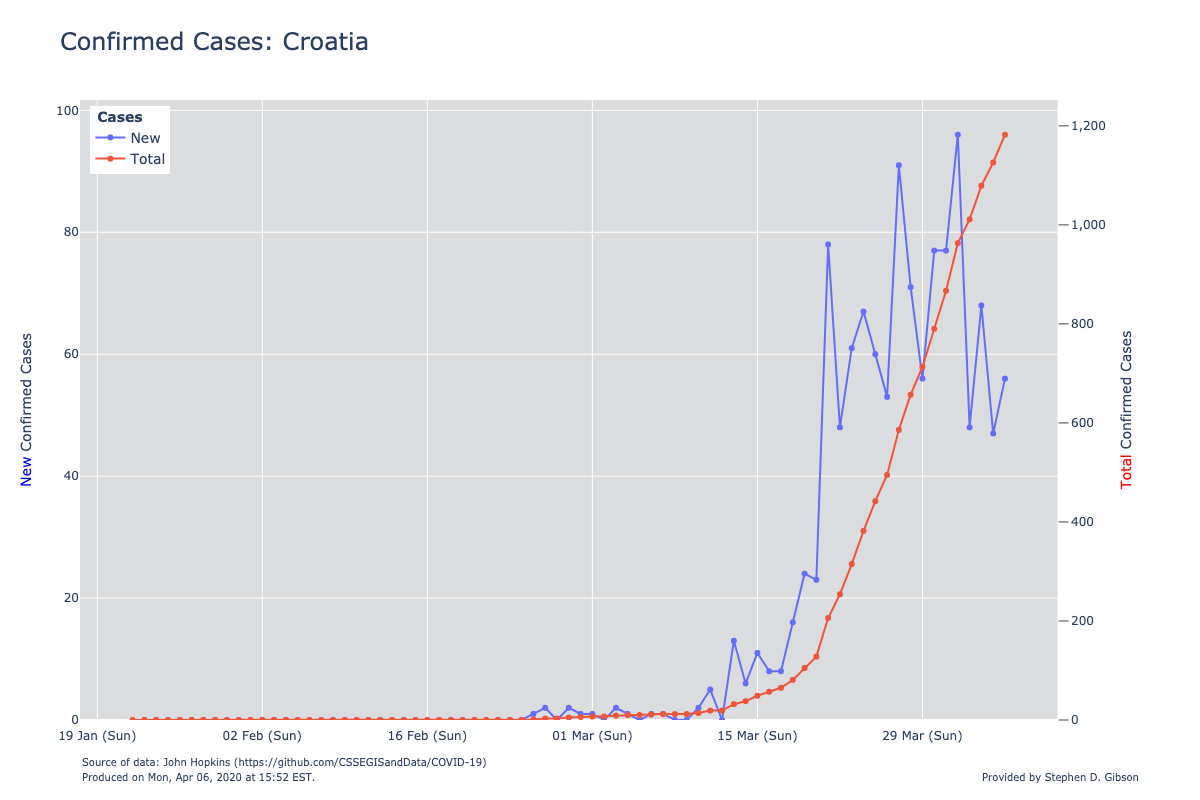 Confirmed Cases: Croatia
Cases
New
Total
100
80
60
40
20
0
1,200
1,000
800
600
400
200
0
New Confirmed Cases
Total Confirmed Cases
19 Jan (Sun)
02 Feb (Sun)
16 Feb (Sun)
01 Mar (Sun)
15 Mar (Sun)
29 Mar (Sun)
Source of data: John Hopkins (https://github.com/CSSEGISandData/COVID-19)
Produced on Mon, Apr 06, 2020 at 15:52 EST.
Provided by Stephen D. Gibson